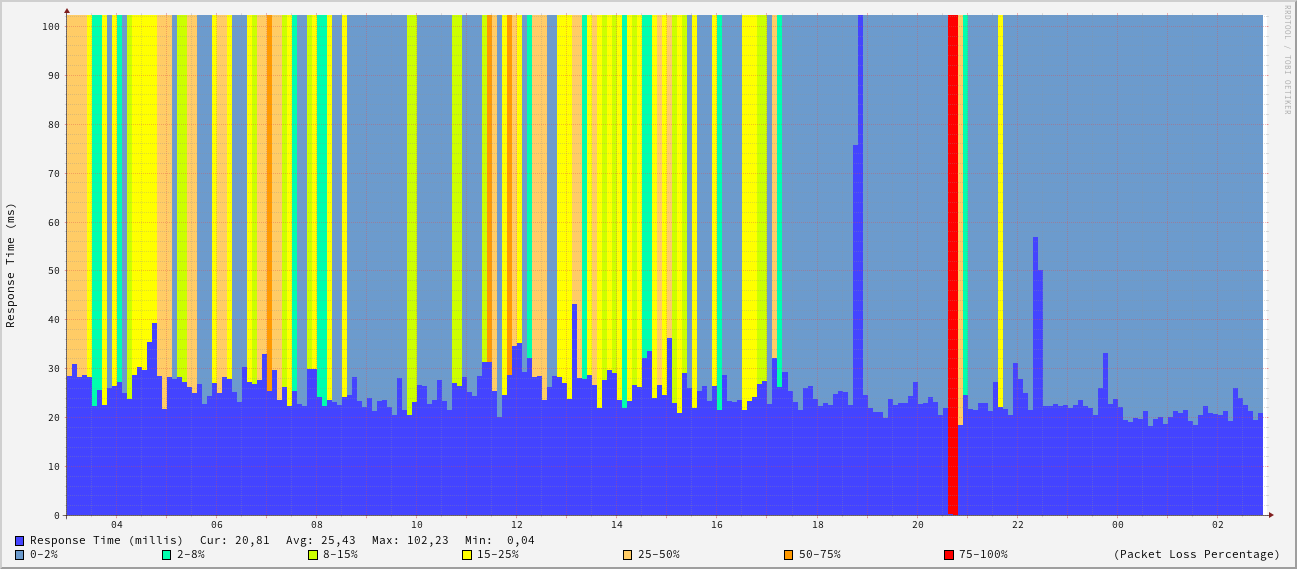 RRDTOOL / TOBI OETIKER
Response Time (ms)
100
90
80
70
60
50
40
30
20
10
0
04 06 08 10 12 14 16 18 20 22 00 02
Response Time (millis) Cur: 20,81 Avg: 25,43 Max: 102,23 Min: 0,04
0-2% 2-8% 8-15% 15-25% 25-50% 50-75% 75-100% (Packet Loss Percentage)